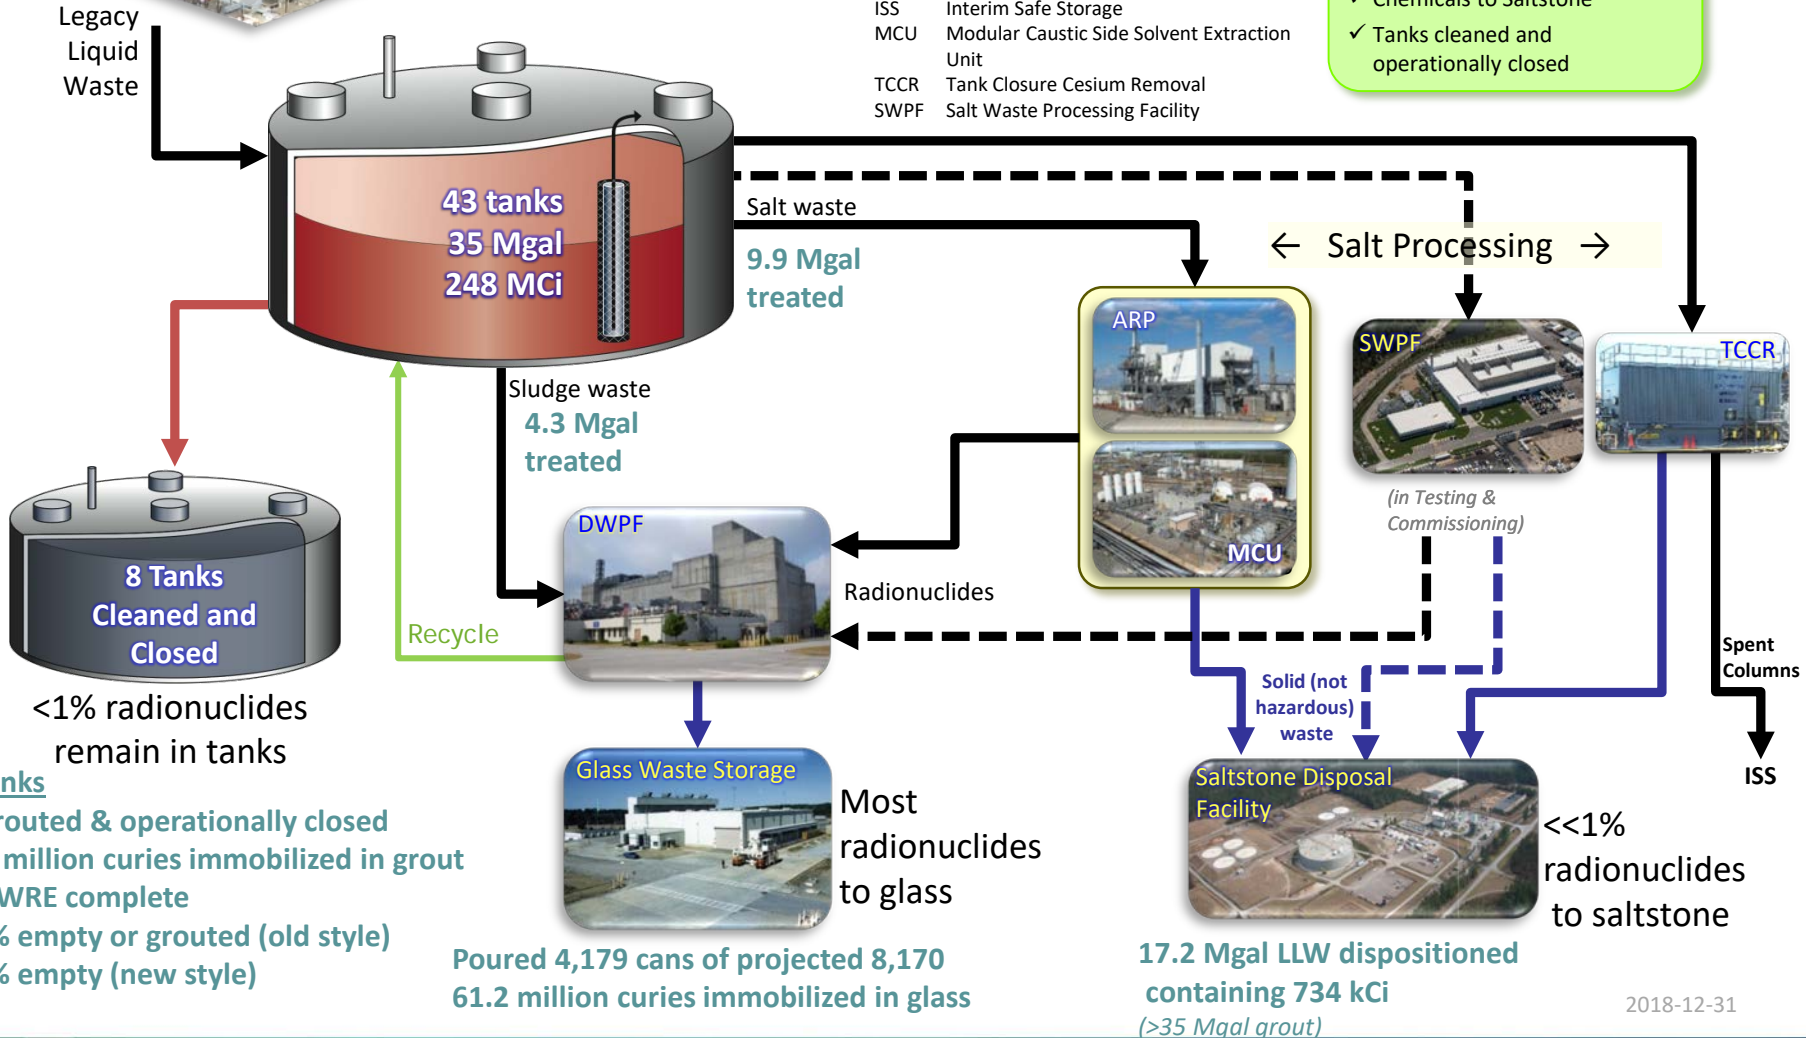 Legacy
Liquid
Waste
ISS Interim Safe Storage
MCU Modular Caustic Side Solvent Extraction
Unit
TCCR Tank Closure Cesium Removal
SWPF Salt Waste Processing Facility
✓ Chemicals to Saltstone
✓ Tanks cleaned and
operationally closed
43 tanks
35 Mgal
248 MCi
Salt waste
9.9 Mgal
treated
← Salt Processing →
ARP
MCU
SWPF
TCCR
(in Testing &
Commissioning)
Sludge waste
4.3 Mgal
treated
DWPF
Radionuclides
Recycle
8 Tanks
Cleaned and
Closed
<1% radionuclides
remain in tanks
Solid (not
hazardous)
waste
Spent
Columns
ISS
Glass Waste Storage
Most
radionuclides
to glass
Saltstone Disposal
Facility
<<1%
radionuclides
to saltstone
nks
routed & operationally closed
million curies immobilized in grout
WRE complete
% empty or grouted (old style)
% empty (new style)
Poured 4,179 cans of projected 8,170
61.2 million curies immobilized in glass
17.2 Mgal LLW dispositioned
containing 734 kCi
(>35 Mgal grout)
2018-12-31